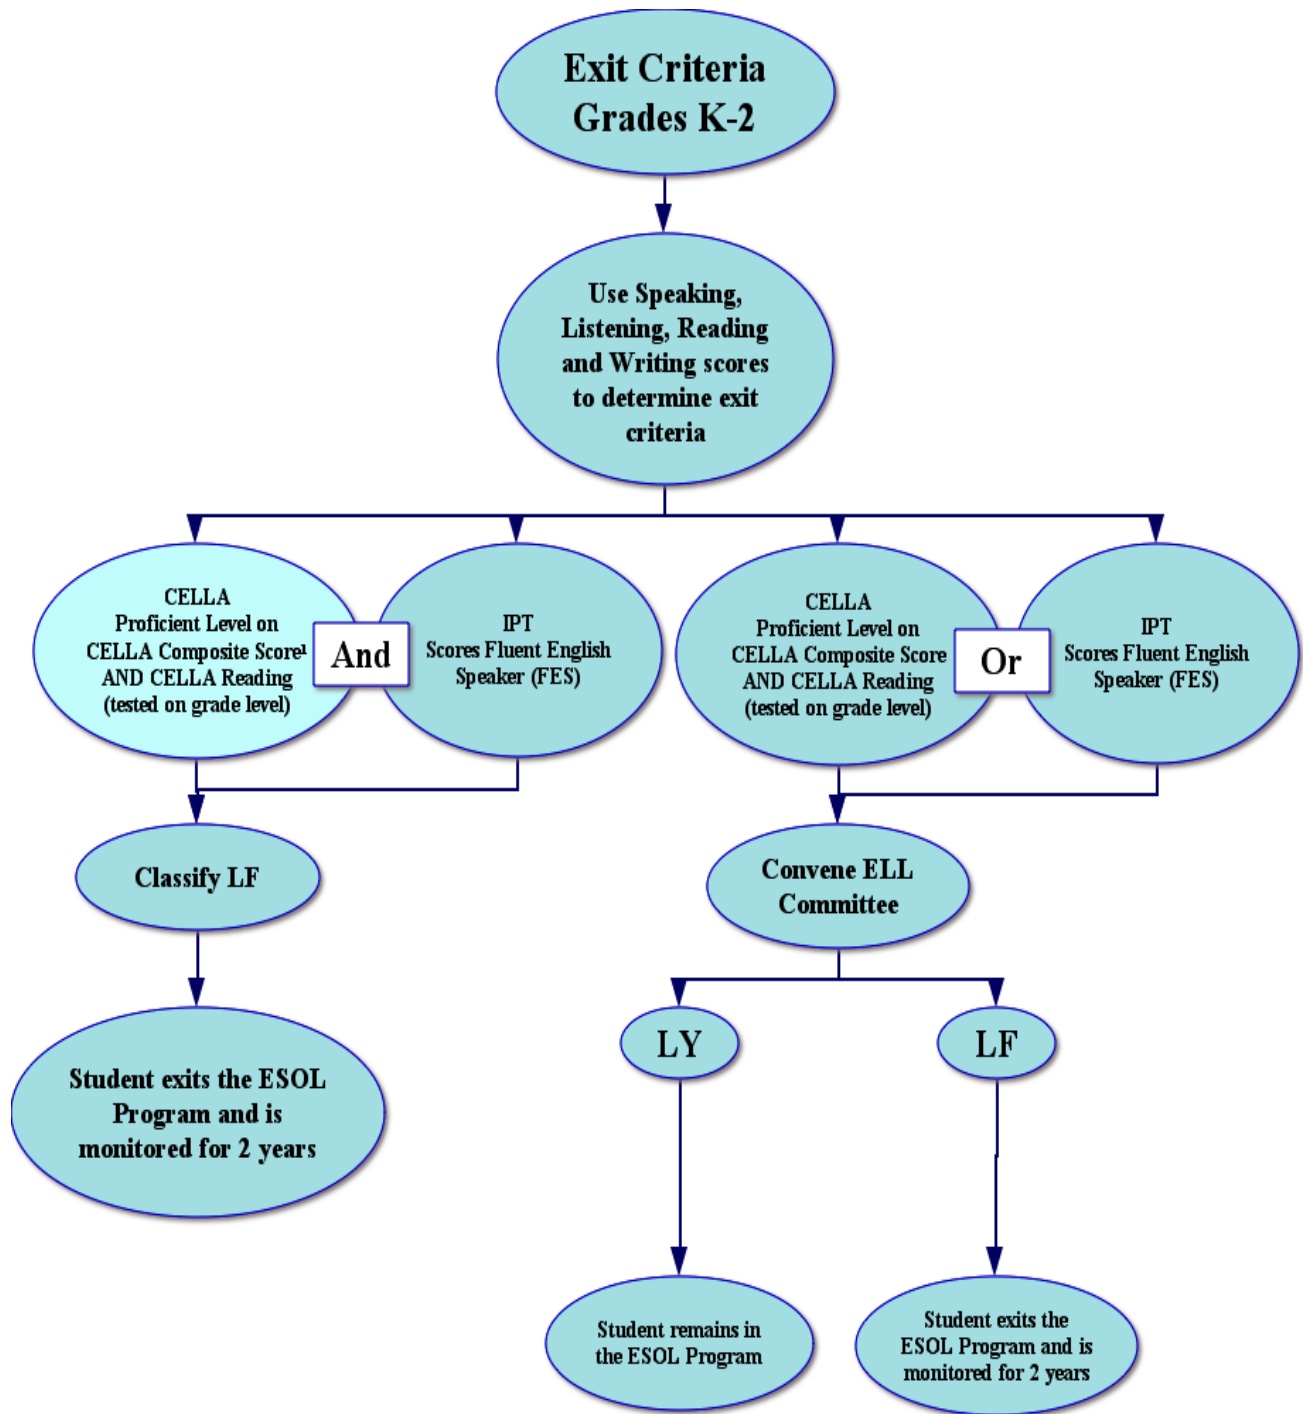 Exit Criteria
Grades K-2
Use Speaking,
Listening, Reading
and Writing scores
to determine exit
criteria
CELLA
Proficient Level on
CELLA Composite Score¹
AND CELLA Reading
(tested on grade level)
And
IPT
Scores Fluent English
Speaker (FES)
CELLA
Proficient Level on
CELLA Composite Score
AND CELLA Reading
(tested on grade level)
Or
IPT
Scores Fluent English
Speaker (FES)
Classify LF
Convene ELL
Committee
Student exits the ESOL
Program and is
monitored for 2 years
LY
LF
Student remains in
the ESOL Program
Student exits the
ESOL Program and is
monitored for 2 years